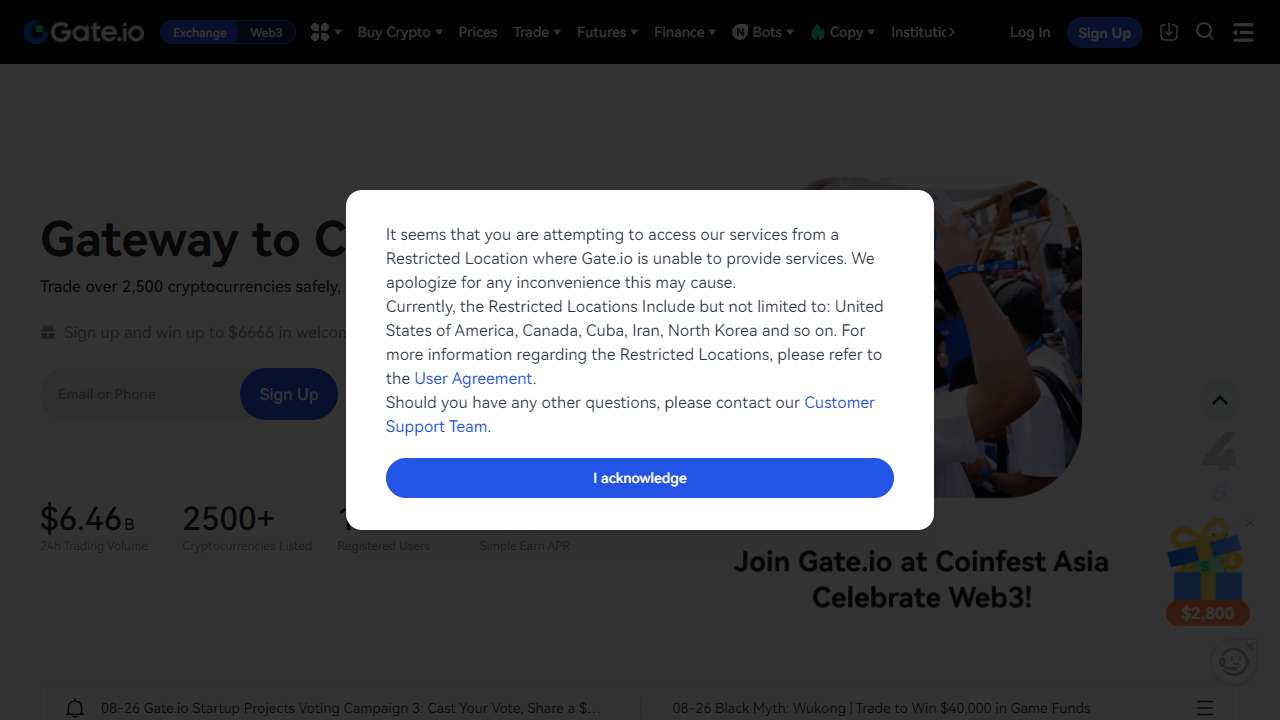 Gate.io
Exchange
Web3
Buy Crypto
Prices
Trade
Futures
Finance
Bots
Copy
Log In
Sign Up
Gateway to C
Trade over 2,500 cryptocurrencies safely,
Sign up and win up to $6666 in welcom
Email or Phone
Sign Up
$6.46 B
24h Trading Volume
2500+
Cryptocurrencies Listed
Registered Users
Simple Earn APR
It seems that you are attempting to access our services from a
Restricted Location where Gate.io is unable to provide services. We
apologize for any inconvenience this may cause.
Currently, the Restricted Locations Include but not limited to: United
States of America, Canada, Cuba, Iran, North Korea and so on. For
more information regarding the Restricted Locations, please refer to
the User Agreement.
Should you have any other questions, please contact our Customer
Support Team.
I acknowledge
Join Gate.io at Coinfest Asia
Celebrate Web3!
4
$2,800
08-26 Gate.io Startup Projects Voting Campaign 3: Cast Your Vote, Share a $...
08-26 Black Myth: Wukong | Trade to Win $40,000 in Game Funds